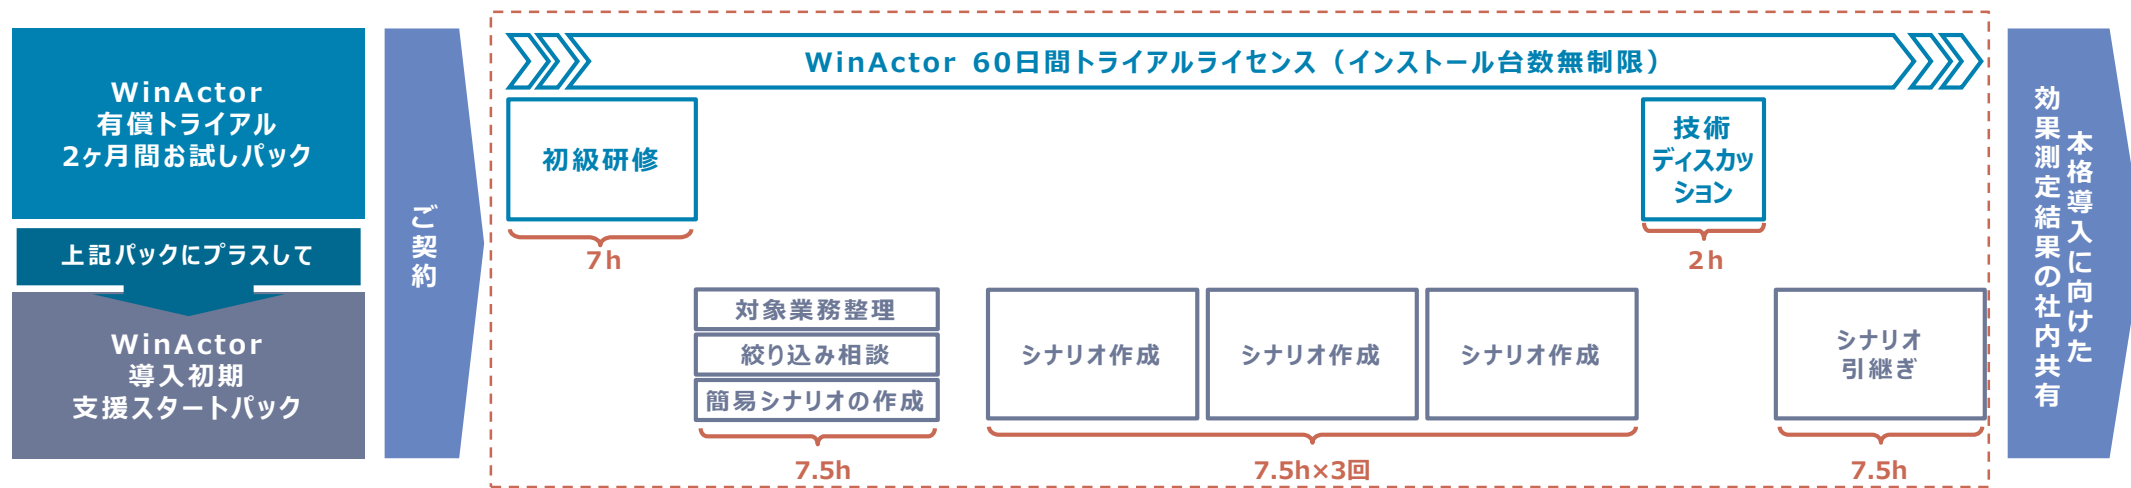 WinActor
有償トライアル
2ヶ月間お試しパック
上記パックにプラスして
WinActor
導入初期
支援スタートパック
ご契約
WinActor 60日間トライアルライセンス（インストール台数無制限）
初級研修
7h
技術
ディスカッ
ション
2h
対象業務整理
絞り込み相談
簡易シナリオの作成
7.5h
シナリオ作成
シナリオ作成
シナリオ作成
7.5h×3回
シナリオ
引継ぎ
7.5h
本格導入に向けた
効果測定結果の社内共有